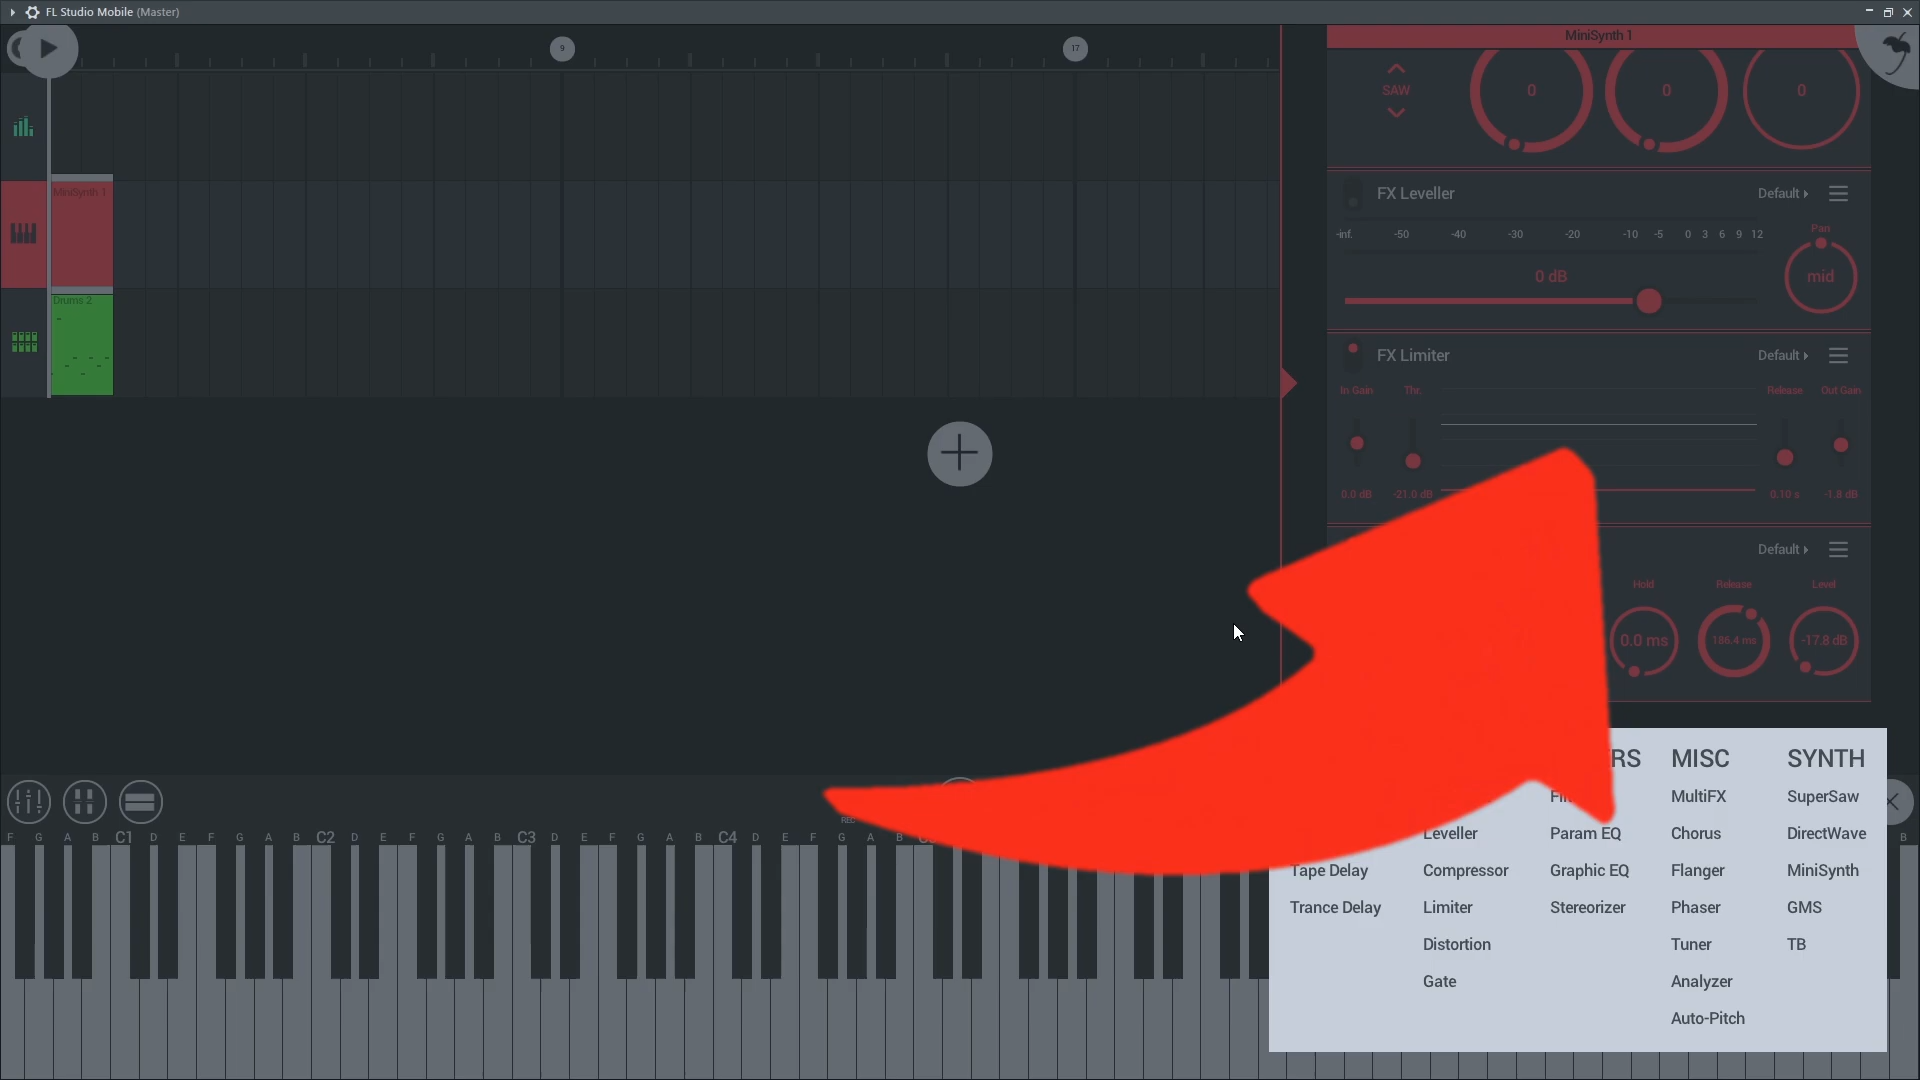 FL Studio Mobile (Master)
9
17
MiniSynth 1
SAW
0
0
0
MiniSynth 1
Drums 2
FX Leveller
Default
-inf.
-50
-40
-30
-20
-10
-5
0
3
6
9
12
Pan
0 dB
mid
FX Limiter
Default
In Gain
Thr.
Release
Out Gain
0.0 dB
-21.0 dB
0.10 s
-1.8 dB
Default
Hold
Release
Level
0.0 ms
186.4 ms
-17.8 dB
RS
MISC
SYNTH
MultiFX
SuperSaw
Leveller
Param EQ
Chorus
DirectWave
Tape Delay
Compressor
Graphic EQ
Flanger
MiniSynth
Trance Delay
Limiter
Stereorizer
Phaser
GMS
Distortion
Tuner
TB
Gate
Analyzer
Auto-Pitch
REC
F G A B C1 D E F G A B C2 D E F G A B C3 D E F G A B C4 D E F G A B
B